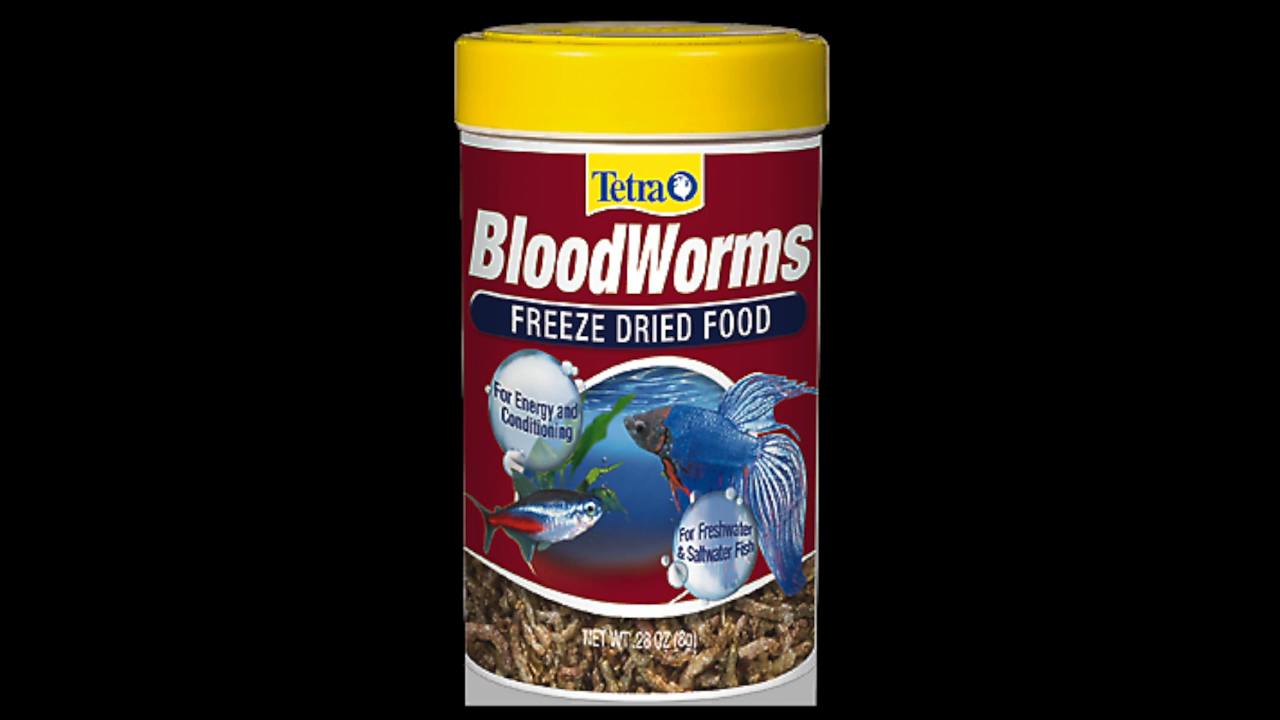 Tetra
BloodWorms
FREEZE DRIED FOOD
For Energy and
Conditioning
For Freshwater
& Saltwater Fish
NET WT .28 OZ (8g)